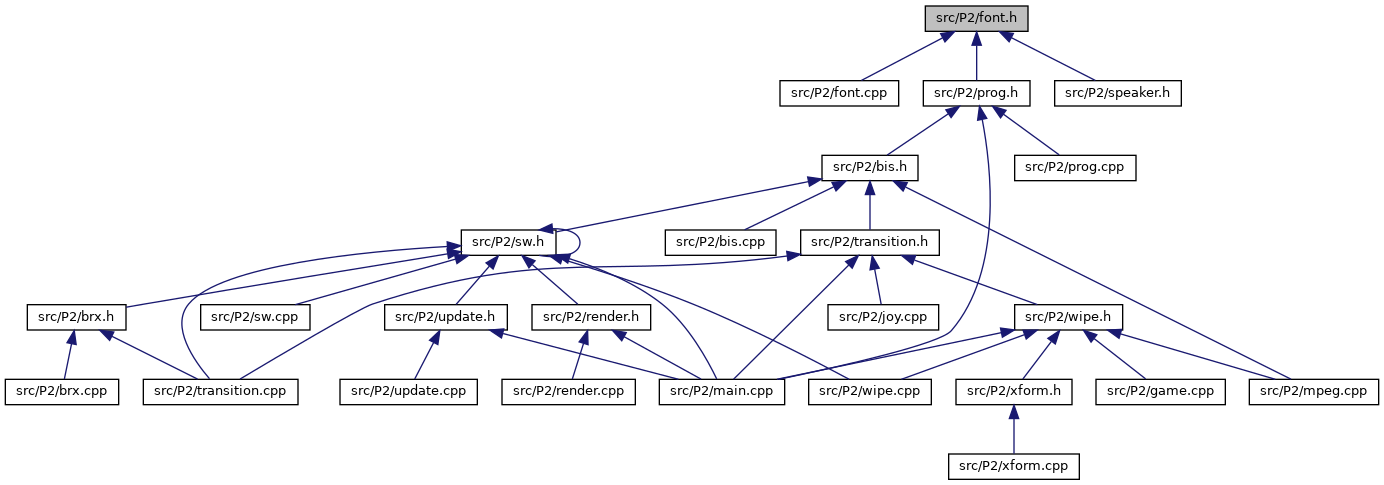 src/P2/font.h
src/P2/font.cpp
src/P2/prog.h
src/P2/speaker.h
src/P2/bis.h
src/P2/prog.cpp
src/P2/sw.h
src/P2/bis.cpp
src/P2/transition.h
src/P2/brx.h
src/P2/sw.cpp
src/P2/update.h
src/P2/render.h
src/P2/joy.cpp
src/P2/wipe.h
src/P2/brx.cpp
src/P2/transition.cpp
src/P2/update.cpp
src/P2/render.cpp
src/P2/main.cpp
src/P2/wipe.cpp
src/P2/xform.h
src/P2/game.cpp
src/P2/mpeg.cpp
src/P2/xform.cpp